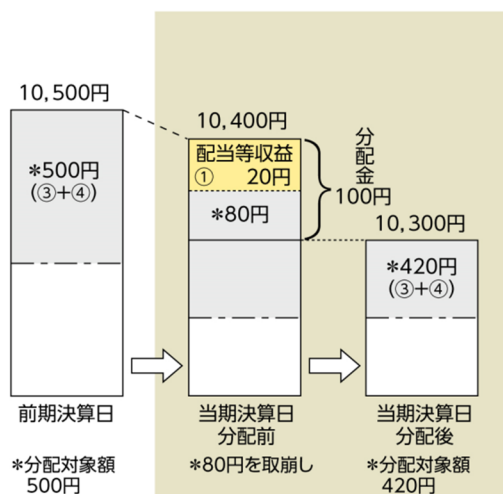 10,500円
*500円
(③+④)
前期決算日
*分配対象額
500円
10,400円
配当等収益
① 20円
*80円
分配金
100円
当期決算日
分配前
*80円を取崩し
10,300円
*420円
(③+④)
当期決算日
分配後
*分配対象額
420円